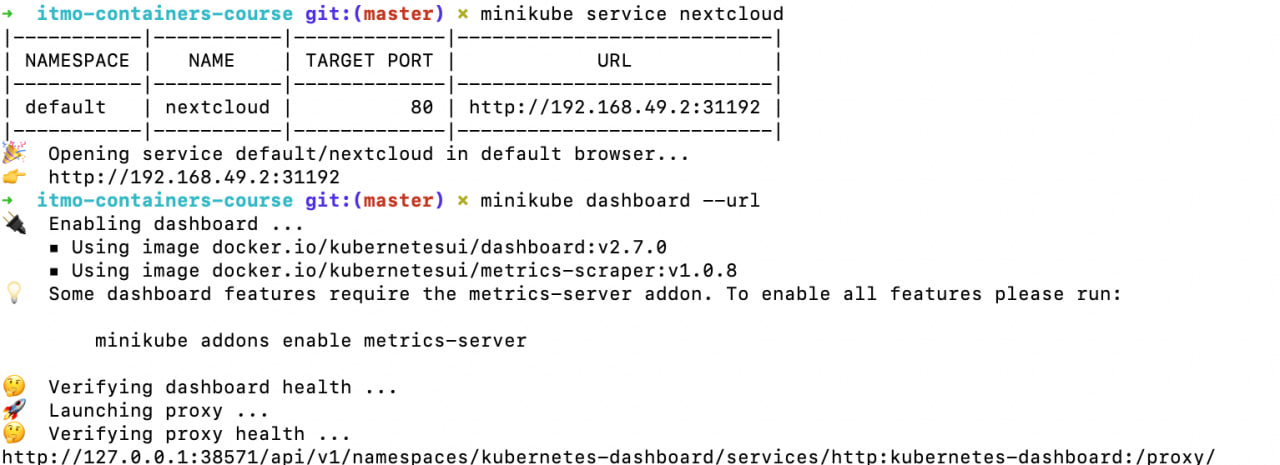 → itmo-containers-course git:(master) × minikube service nextcloud
|-----------|-----------|-------------|---------------------------|
| NAMESPACE | NAME | TARGET PORT | URL |
|-----------|-----------|-------------|---------------------------|
| default | nextcloud | 80 | http://192.168.49.2:31192 |
|-----------|-----------|-------------|---------------------------|
🎉 Opening service default/nextcloud in default browser...
👉 http://192.168.49.2:31192
→ itmo-containers-course git:(master) × minikube dashboard --url
🔌 Enabling dashboard ...
▪ Using image docker.io/kubernetesui/dashboard:v2.7.0
▪ Using image docker.io/kubernetesui/metrics-scraper:v1.0.8
💡 Some dashboard features require the metrics-server addon. To enable all features please run:
minikube addons enable metrics-server
🤔 Verifying dashboard health ...
🚀 Launching proxy ...
🤔 Verifying proxy health ...
http://127.0.0.1:38571/api/v1/namespaces/kubernetes-dashboard/services/http:kubernetes-dashboard:/proxy/